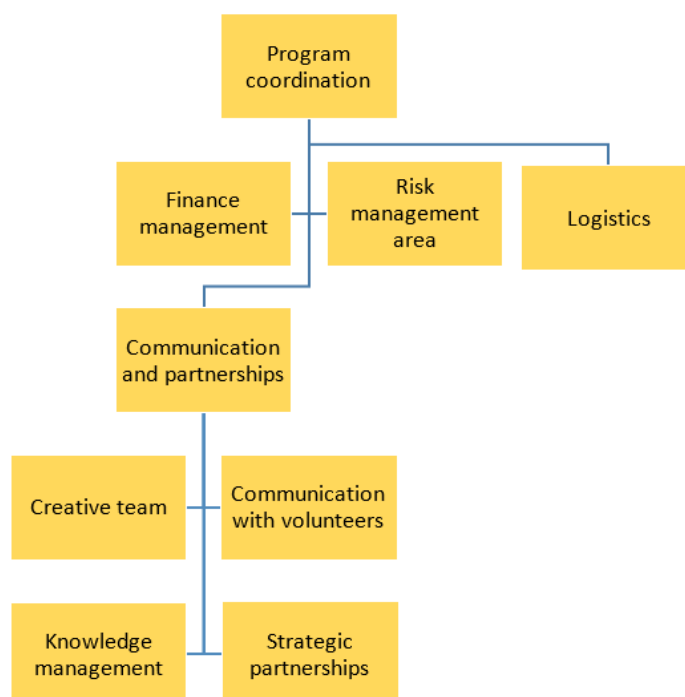 Program
coordination
Finance
management
Risk
management
area
Logistics
Communication
and partnerships
Creative team
Communication
with volunteers
Knowledge
management
Strategic
partnerships